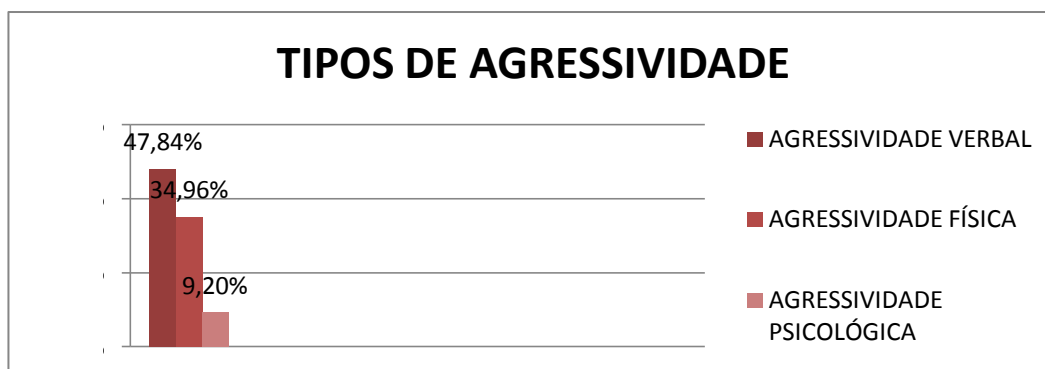 TIPOS DE AGRESSIVIDADE
47,84%
34,96%
9,20%
AGRESSIVIDADE VERBAL
AGRESSIVIDADE FÍSICA
AGRESSIVIDADE
PSICOLÓGICA